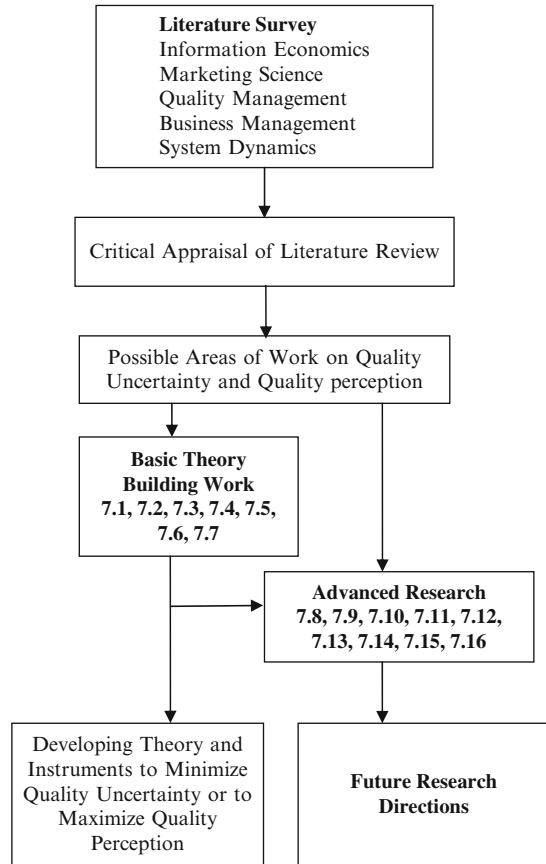 Literature Survey
Information Economics
Marketing Science
Quality Management
Business Management
System Dynamics
Critical Appraisal of Literature Review
Possible Areas of Work on Quality
Uncertainty and Quality perception
Basic Theory
Building Work
7.1, 7.2, 7.3, 7.4, 7.5,
7.6, 7.7
Advanced Research
7.8, 7.9, 7.10, 7.11, 7.12,
7.13, 7.14, 7.15, 7.16
Developing Theory and
Instruments to Minimize
Quality Uncertainty or to
Maximize Quality
Perception
Future Research
Directions